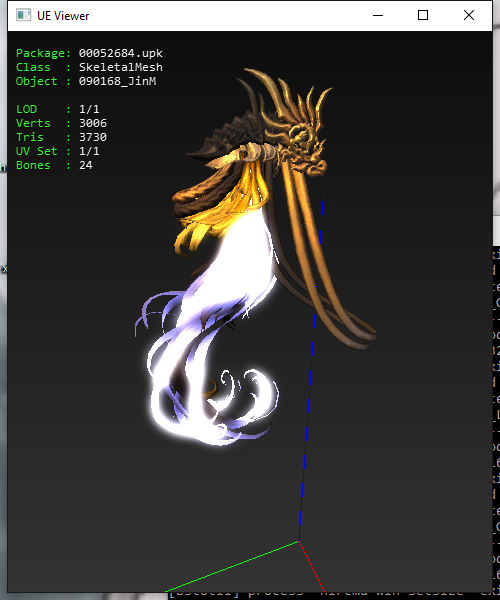 UE Viewer
Package: 00052684.upk
Class : SkeletalMesh
Object : 090168_JinM
LOD : 1/1
Verts : 3006
Tris : 3730
UV Set : 1/1
Bones : 24